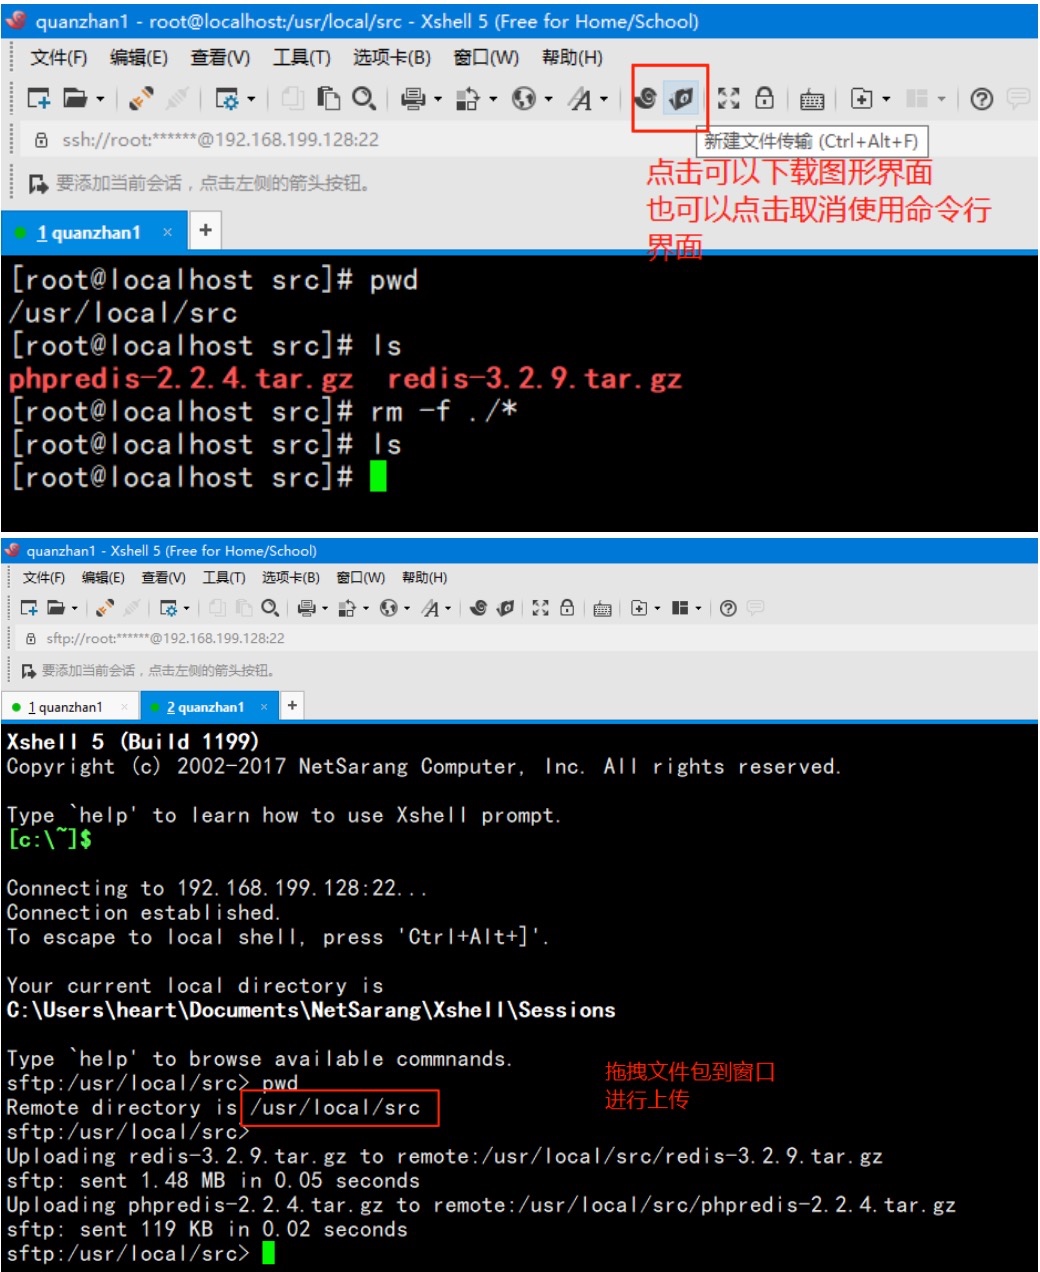 quanzhan1 - root@localhost:/usr/local/src - Xshell 5 (Free for Home/School)
文件(F) 编辑(E) 查看(V) 工具(T) 选项卡(B) 窗口(W) 帮助(H)
ssh://root:******@192.168.199.128:22
新建文件传输 (Ctrl+Alt+F)
要添加当前会话，点击左侧的箭头按钮。
点击可以下载图形界面
也可以点击取消使用命令行
界面
1 quanzhan1 × +
[root@localhost src]# pwd
/usr/local/src
[root@localhost src]# ls
phpredis-2.2.4.tar.gz redis-3.2.9.tar.gz
[root@localhost src]# rm -f ./*
[root@localhost src]# ls
[root@localhost src]#
quanzhan1 - Xshell 5 (Free for Home/School)
文件(F) 编辑(E) 查看(V) 工具(T) 选项卡(B) 窗口(W) 帮助(H)
sftp://root:******@192.168.199.128:22
要添加当前会话，点击左侧的箭头按钮。
1 quanzhan1 × 2 quanzhan1 × +
Xshell 5 (Build 1199)
Copyright (c) 2002-2017 NetSarang Computer, Inc. All rights reserved.
Type `help' to learn how to use Xshell prompt.
[c:\~]$
Connecting to 192.168.199.128:22...
Connection established.
To escape to local shell, press 'Ctrl+Alt+]'.
Your current local directory is
C:\Users\heart\Documents\NetSarang\Xshell\Sessions
Type `help' to browse available commnands.
sftp:/usr/local/src> pwd
Remote directory is /usr/local/src
sftp:/usr/local/src>
拖拽文件包到窗口
进行上传
Uploading redis-3.2.9.tar.gz to remote:/usr/local/src/redis-3.2.9.tar.gz
sftp: sent 1.48 MB in 0.05 seconds
Uploading phpredis-2.2.4.tar.gz to remote:/usr/local/src/phpredis-2.2.4.tar.gz
sftp: sent 119 KB in 0.02 seconds
sftp:/usr/local/src>